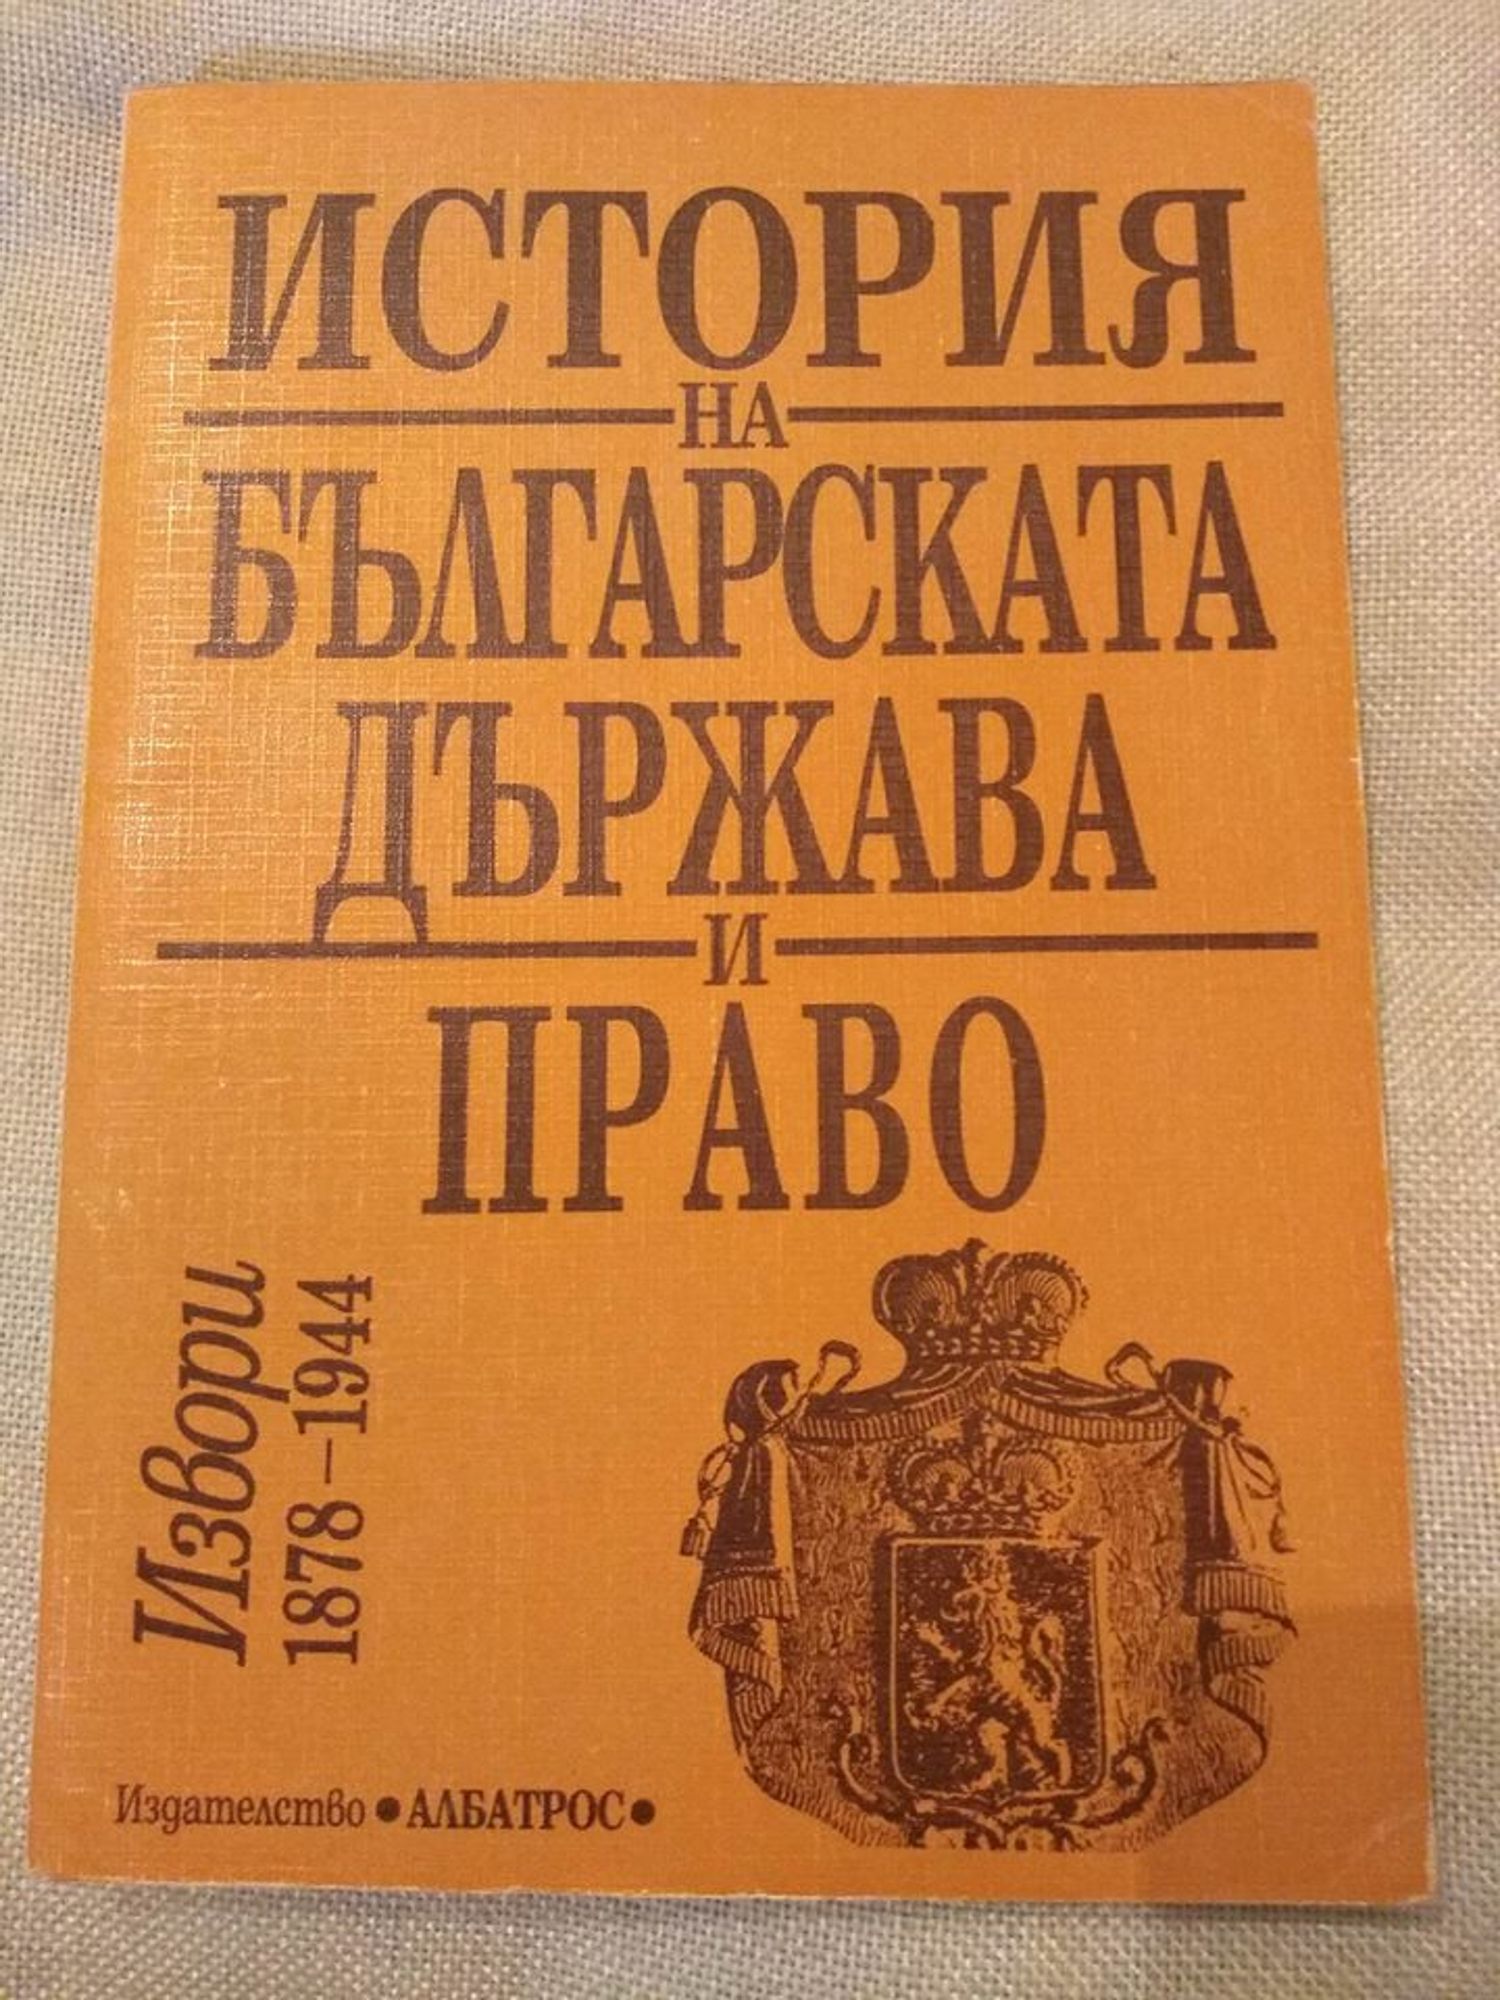 ИСТОРИЯ
НА
БЪЛГАРСКАТА
ДЪРЖАВА
И
ПРАВО
Извори
1878–1944
Издателство • АЛБАТРОС •